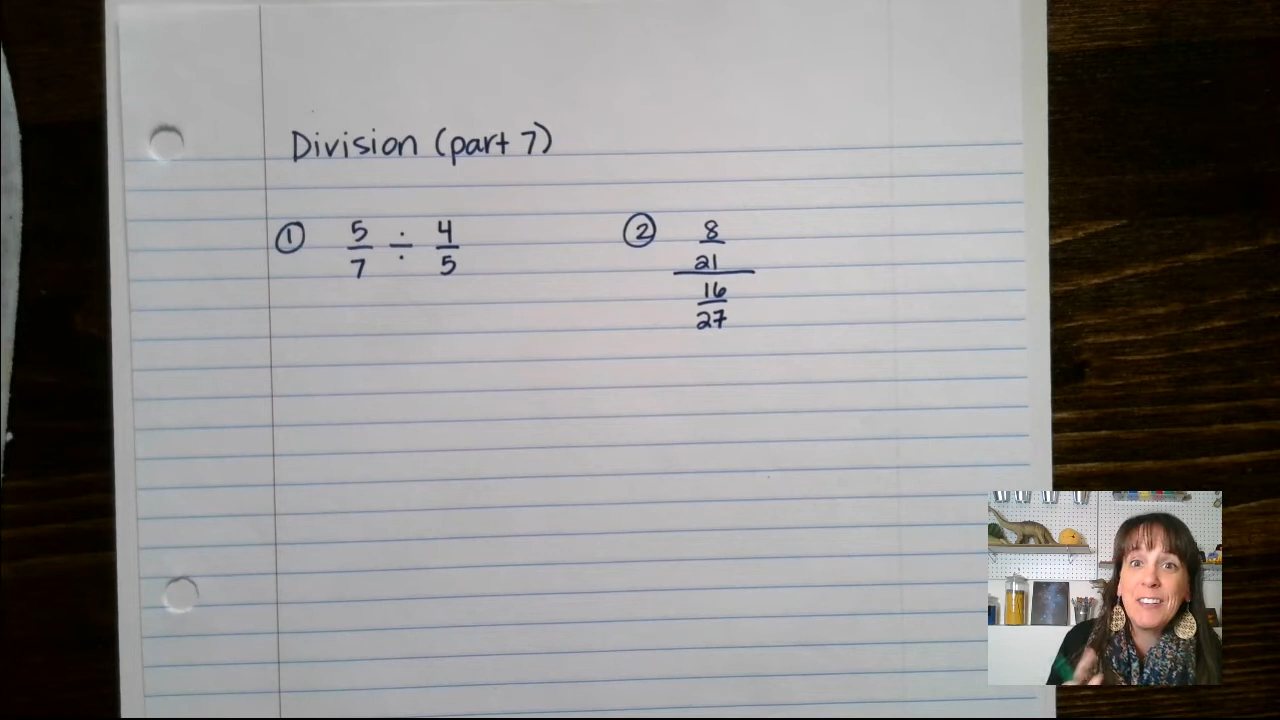 Division (part 7)
① 5/7 ÷ 4/5
② 8/21
16/27